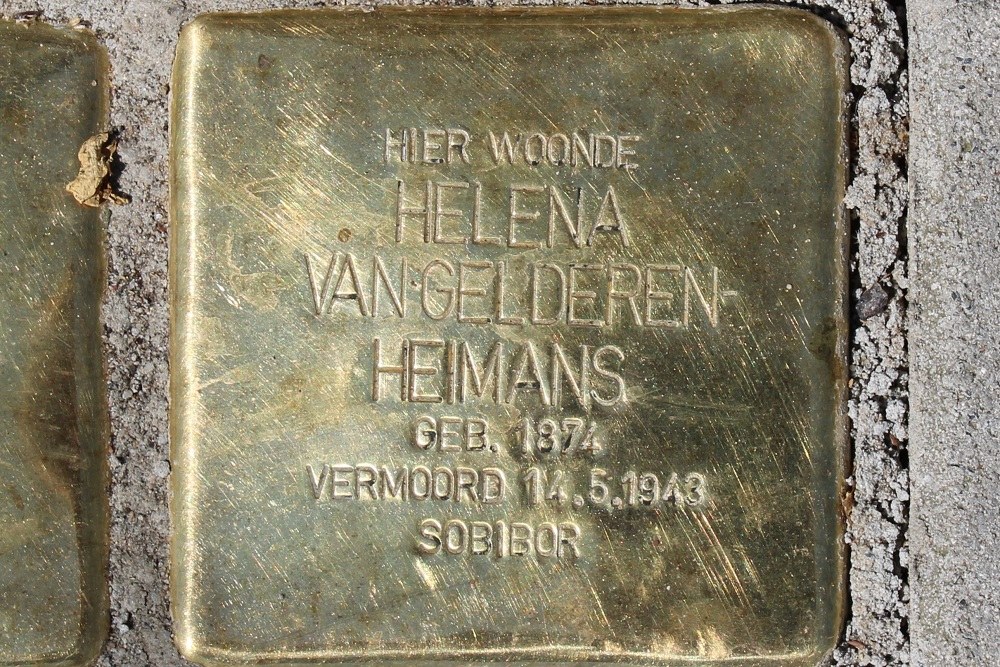 HIER WOONDE
HELENA
VAN GELDEREN-
HEIMANS
GEB. 1874
VERMOORD 14.5.1943
SOBIBOR